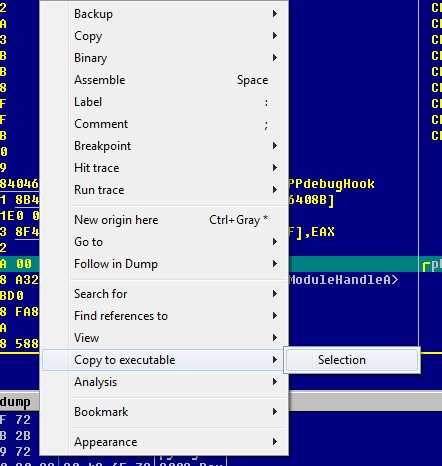 Backup
Copy
Binary
Assemble Space
Label :
Comment ;
Breakpoint
Hit trace
Run trace
84046 PPdebugHook
1 8B4 6408B]
New origin here Ctrl+Gray *
1E0 0
Go to
3 8F4 F],EAX
Follow in Dump
A 00
8 A32 ModuleHandleA>
Search for
BD0
Find references to
8 FA8
View
Copy to executable Selection
8 588
Analysis
dump
Bookmark
F 72
B 2B
Appearance
9 72